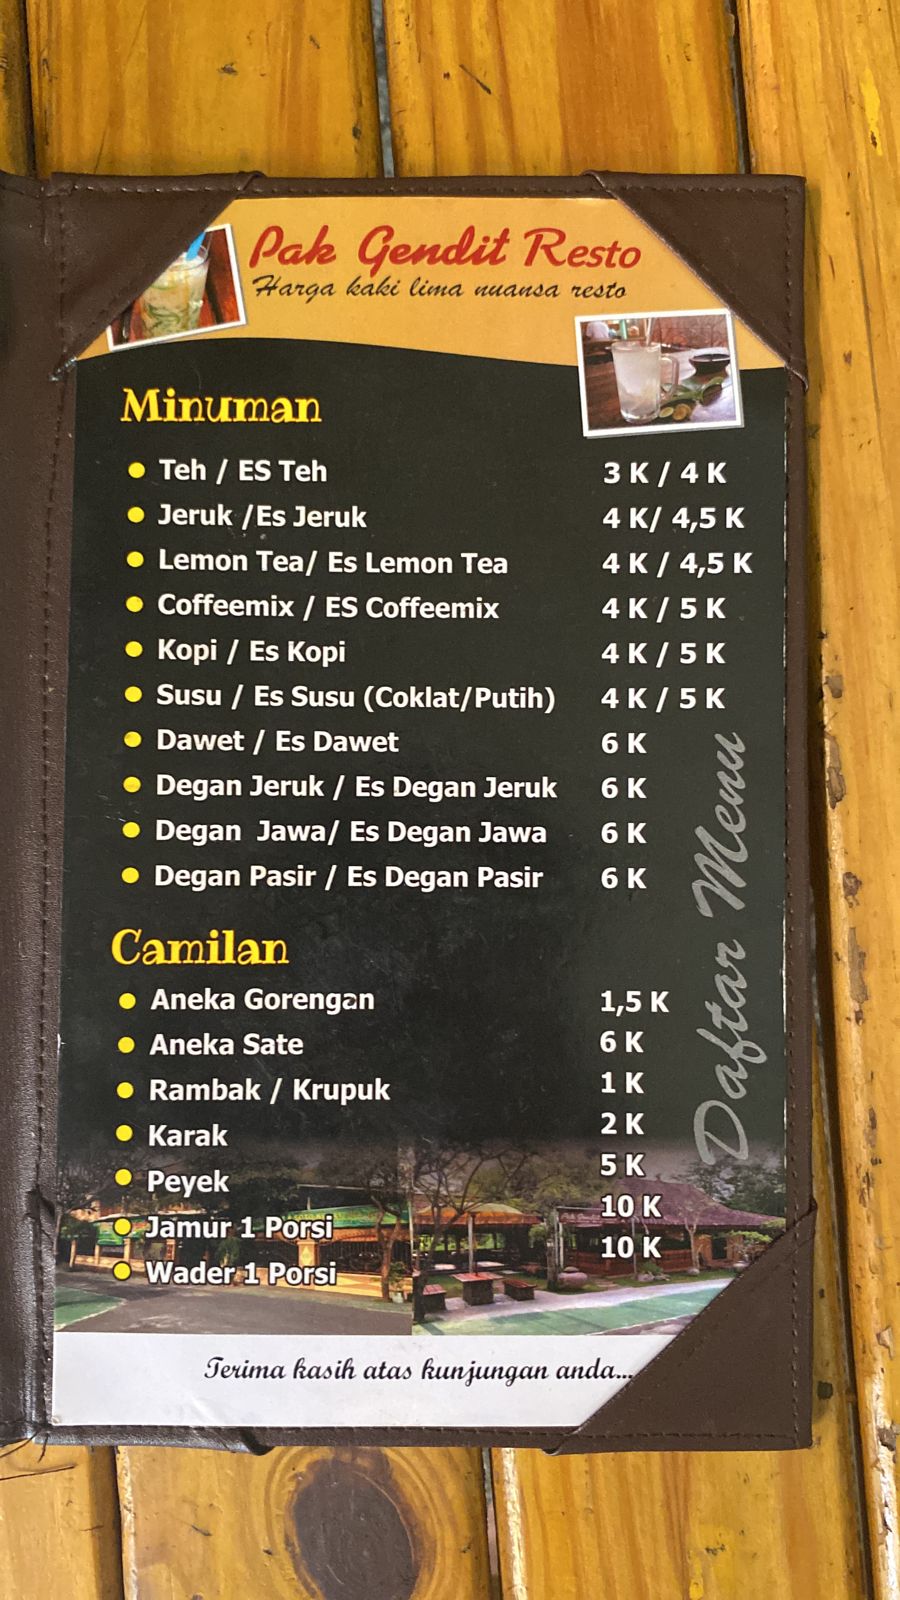 Pak Gendit Resto
Harga kaki lima nuansa resto
Minuman
Teh / ES Teh 3 K / 4 K
Jeruk /Es Jeruk 4 K/ 4,5 K
Lemon Tea/ Es Lemon Tea 4 K / 4,5 K
Coffeemix / ES Coffeemix 4 K / 5 K
Kopi / Es Kopi 4 K / 5 K
Susu / Es Susu (Coklat/Putih) 4 K / 5 K
Dawet / Es Dawet 6 K
Degan Jeruk / Es Degan Jeruk 6 K
Degan Jawa/ Es Degan Jawa 6 K
Degan Pasir / Es Degan Pasir 6 K
Daftar Menu
Camilan
Aneka Gorengan 1,5 K
Aneka Sate 6 K
Rambak / Krupuk 1 K
Karak 2 K
Peyek 5 K
Jamur 1 Porsi 10 K
Wader 1 Porsi 10 K
Terima kasih atas kunjungan anda...